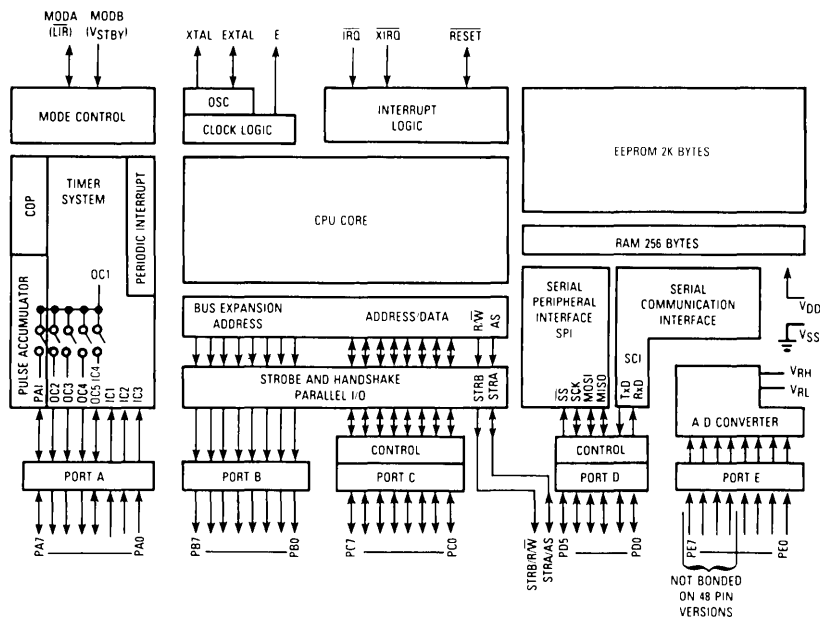 MODA MODB
(LIR) (VSTBY)
XTAL EXTAL E
IRQ XIRQ RESET
MODE CONTROL
OSC
CLOCK LOGIC
INTERRUPT
LOGIC
EEPROM 2K BYTES
COP
TIMER
SYSTEM
PERIODIC INTERRUPT
CPU CORE
RAM 256 BYTES
PULSE ACCUMULATOR
OC1
PAI
OC2
OC3
OC4
OC5 IC4
IC1
IC2
IC3
BUS EXPANSION
ADDRESS
ADDRESS/DATA
R/W
AS
STROBE AND HANDSHAKE
PARALLEL I/O
STRB
STRA
SERIAL
PERIPHERAL
INTERFACE
SPI
SS
SCK
MOSI
MISO
SERIAL
COMMUNICATION
INTERFACE
SCI
TxD
RxD
VDD
VSS
VRH
VRL
A D CONVERTER
CONTROL
CONTROL
PORT A
PORT B
PORT C
PORT D
PORT E
PA7 PA0
PB7 PB0
PC7 PC0
STRB/R/W
STRA/AS
PD5 PD0
PE7 PE0
NOT BONDED
ON 48 PIN
VERSIONS